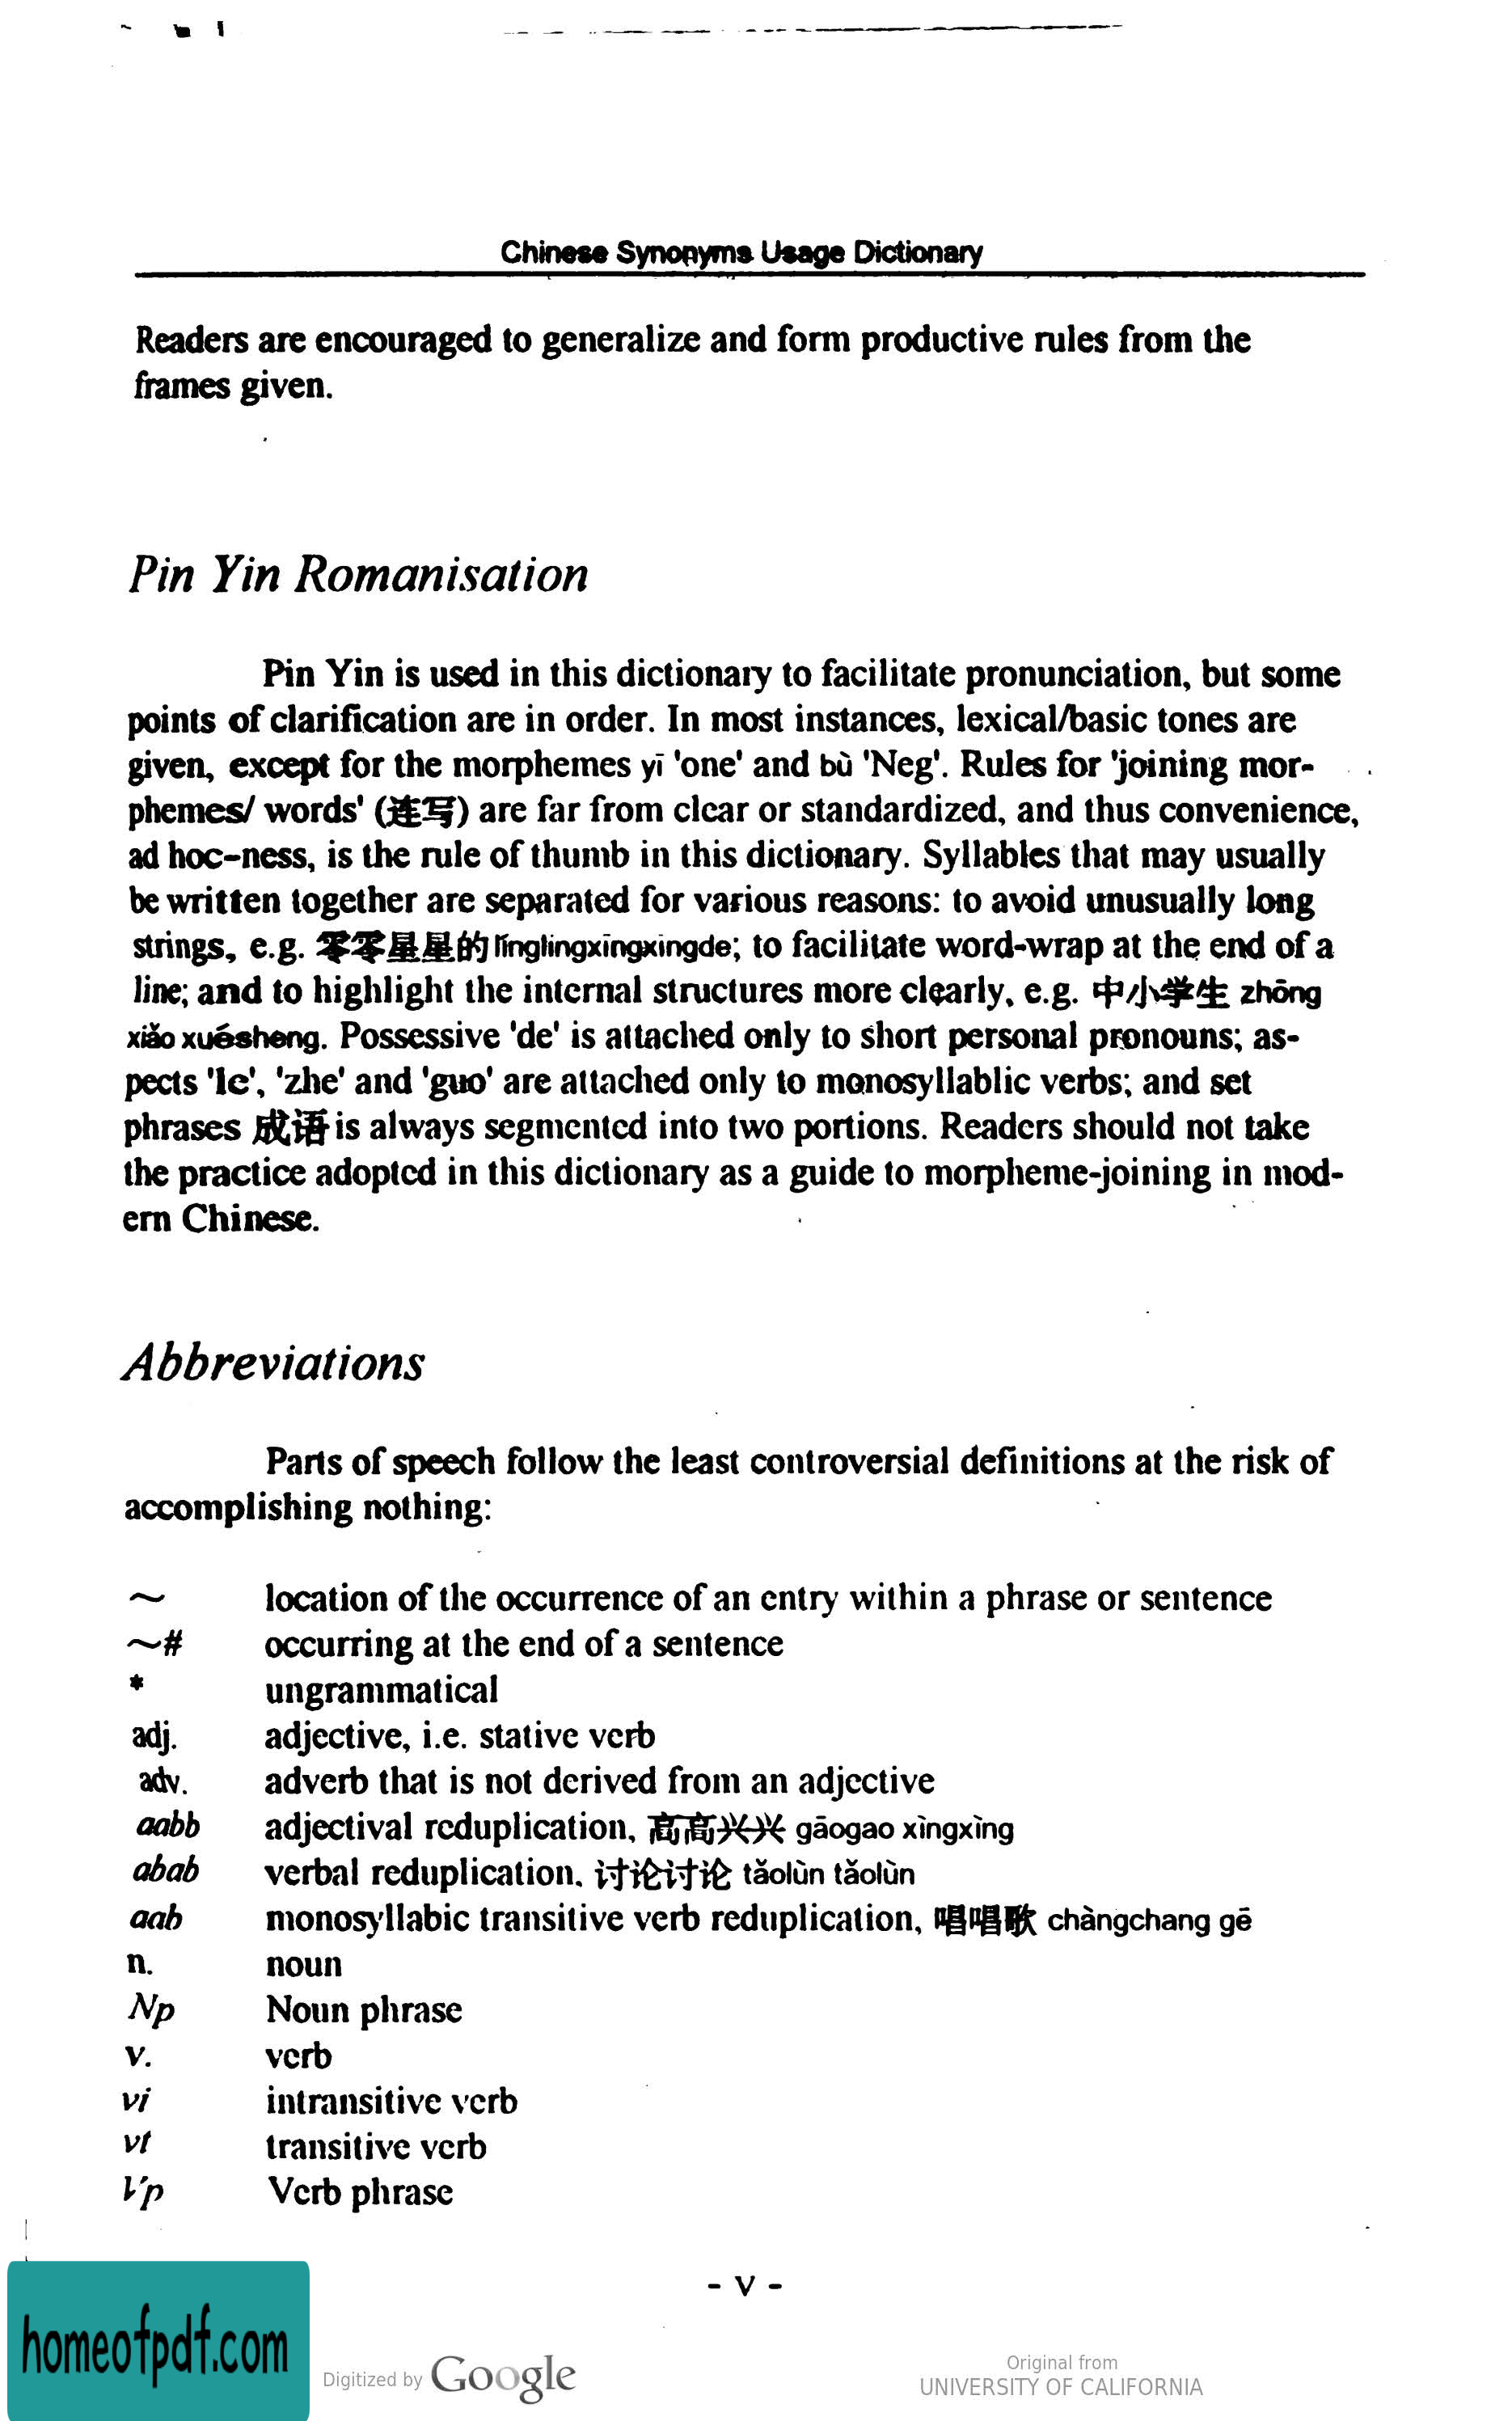 Chinese Synonyms Usage Dictionary
Readers are encouraged to generalize and form productive rules from the
frames given.
Pin Yin Romanisation
Pin Yin is used in this dictionary to facilitate pronunciation, but some
points of clarification are in order. In most instances, lexical/basic tones are
given, except for the morphemes yī 'one' and bù 'Neg'. Rules for 'joining mor-
phemes/ words' (连写) are far from clear or standardized, and thus convenience,
ad hoc-ness, is the rule of thumb in this dictionary. Syllables that may usually
be written together are separated for various reasons: to avoid unusually long
strings, e.g. 零零星星的 línglingxīngxingde; to facilitate word-wrap at the end of a
line; and to highlight the internal structures more clearly, e.g. 中小学生 zhōng
xiǎo xuésheng. Possessive 'de' is attached only to short personal pronouns; as-
pects 'le', 'zhe' and 'guo' are attached only to monosyllablic verbs; and set
phrases 成语 is always segmented into two portions. Readers should not take
the practice adopted in this dictionary as a guide to morpheme-joining in mod-
ern Chinese.
Abbreviations
Parts of speech follow the least controversial definitions at the risk of
accomplishing nothing:
~ location of the occurrence of an entry within a phrase or sentence
~# occurring at the end of a sentence
* ungrammatical
adj. adjective, i.e. stative verb
adv. adverb that is not derived from an adjective
aabb adjectival reduplication, 高高兴兴 gāogao xìngxìng
abab verbal reduplication, 讨论讨论 tǎolùn tǎolùn
aab monosyllabic transitive verb reduplication, 唱唱歌 chàngchang gē
n. noun
Np Noun phrase
v. verb
vi intransitive verb
vt transitive verb
Vp Verb phrase
- v -
homeofpdf.com
Digitized by Google
Original from
UNIVERSITY OF CALIFORNIA